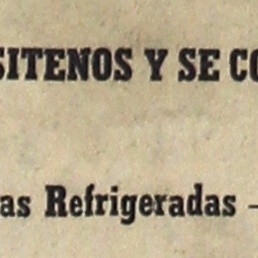 SITENOS Y SE CO
as Refrigeradas -